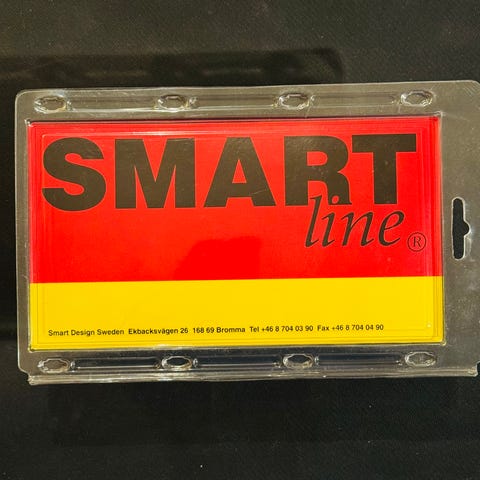 SMART
line ®
Smart Design Sweden Ekbacksvägen 26 168 69 Bromma Tel +46 8 704 03 90 Fax +46 8 704 04 90